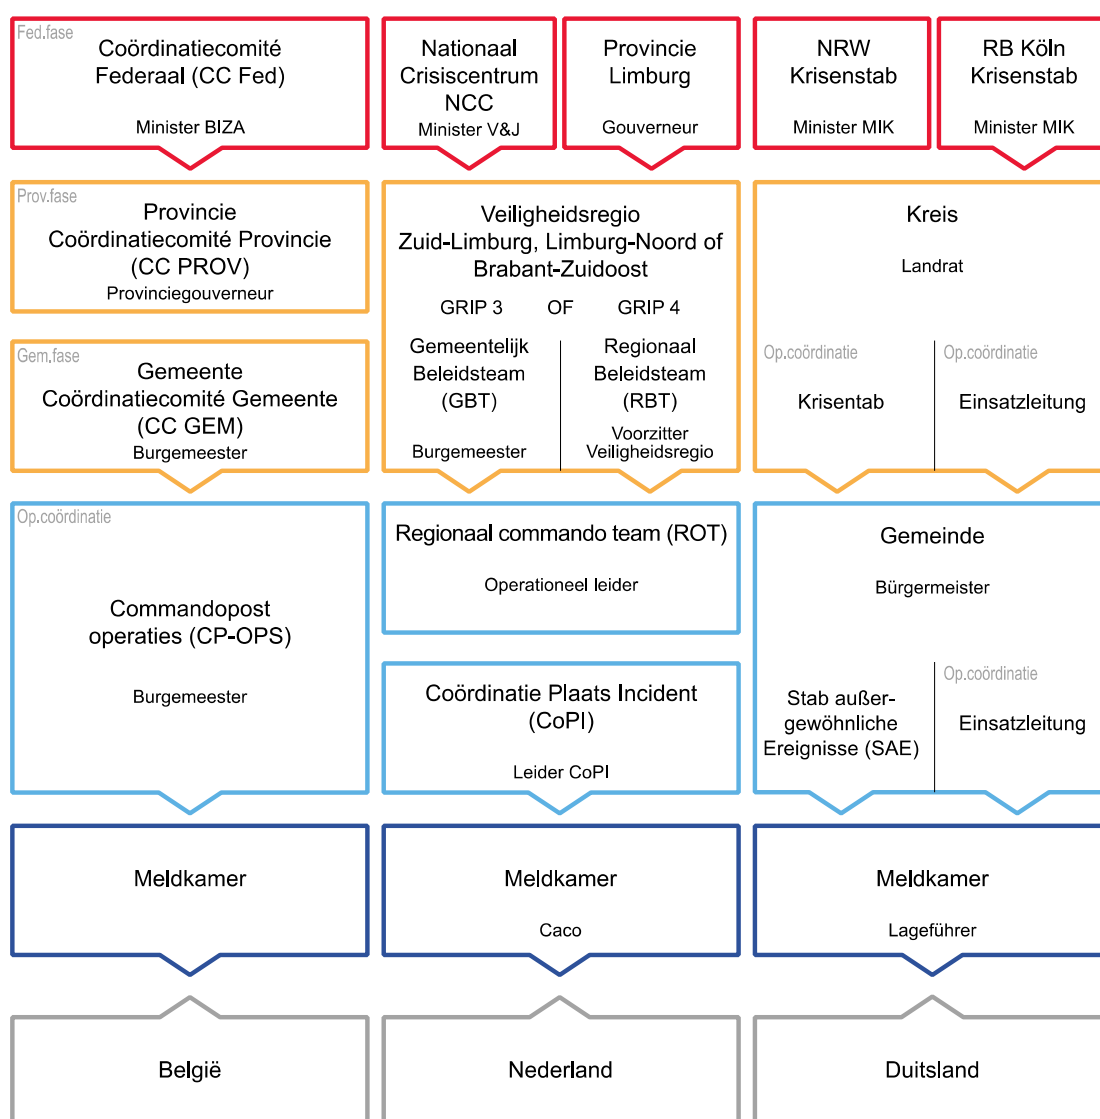 Fed.fase
Coördinatiecomité
Federaal (CC Fed)
Minister BIZA
Nationaal
Crisiscentrum
NCC
Minister V&J
Provincie
Limburg
Gouverneur
NRW
Krisenstab
Minister MIK
RB Köln
Krisenstab
Minister MIK
Prov.fase
Provincie
Coördinatiecomité Provincie
(CC PROV)
Provinciegouverneur
Gem.fase
Gemeente
Coördinatiecomité Gemeente
(CC GEM)
Burgemeester
Veiligheidsregio
Zuid-Limburg, Limburg-Noord of
Brabant-Zuidoost
GRIP 3 OF GRIP 4
Gemeentelijk
Beleidsteam
(GBT)
Burgemeester
Regionaal
Beleidsteam
(RBT)
Voorzitter
Veiligheidsregio
Kreis
Landrat
Op.coördinatie
Krisentab
Op.coördinatie
Einsatzleitung
Op.coördinatie
Commandopost
operaties (CP-OPS)
Burgemeester
Regionaal commando team (ROT)
Operationeel leider
Coördinatie Plaats Incident
(CoPI)
Leider CoPI
Gemeinde
Bürgermeister
Stab außer-
gewöhnliche
Ereignisse (SAE)
Op.coördinatie
Einsatzleitung
Meldkamer
Meldkamer
Caco
Meldkamer
Lageführer
België
Nederland
Duitsland